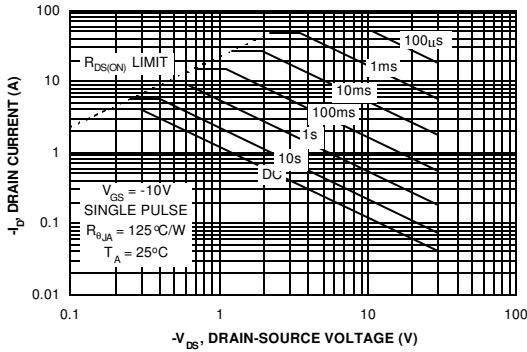 100
10
1
0.1
0.01
-I_D, DRAIN CURRENT (A)
R_DS(ON) LIMIT
100µs
1ms
10ms
100ms
1s
10s
DC
V_GS = -10V
SINGLE PULSE
R_θJA = 125°C/W
T_A = 25°C
0.1
1
10
100
-V_DS, DRAIN-SOURCE VOLTAGE (V)